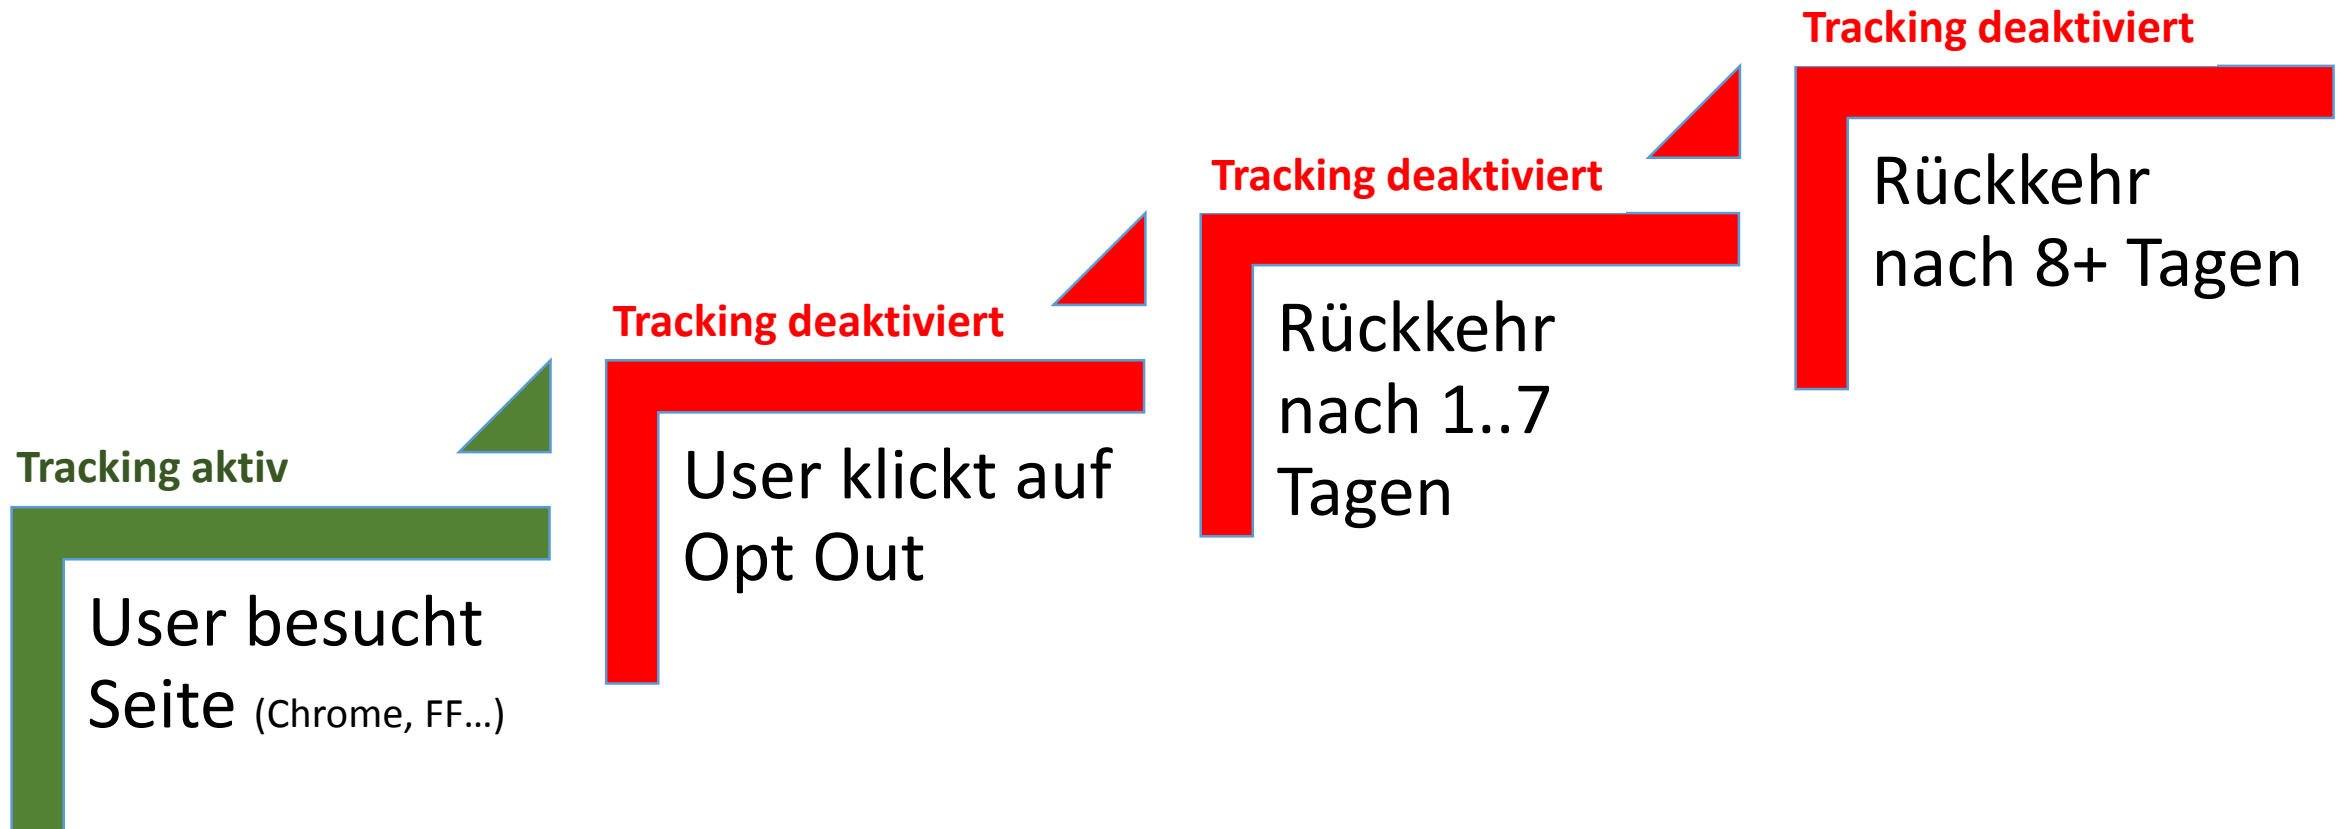 Tracking aktiv
User besucht
Seite (Chrome, FF...)
Tracking deaktiviert
User klickt auf
Opt Out
Tracking deaktiviert
Rückkehr
nach 1..7
Tagen
Tracking deaktiviert
Rückkehr
nach 8+ Tagen